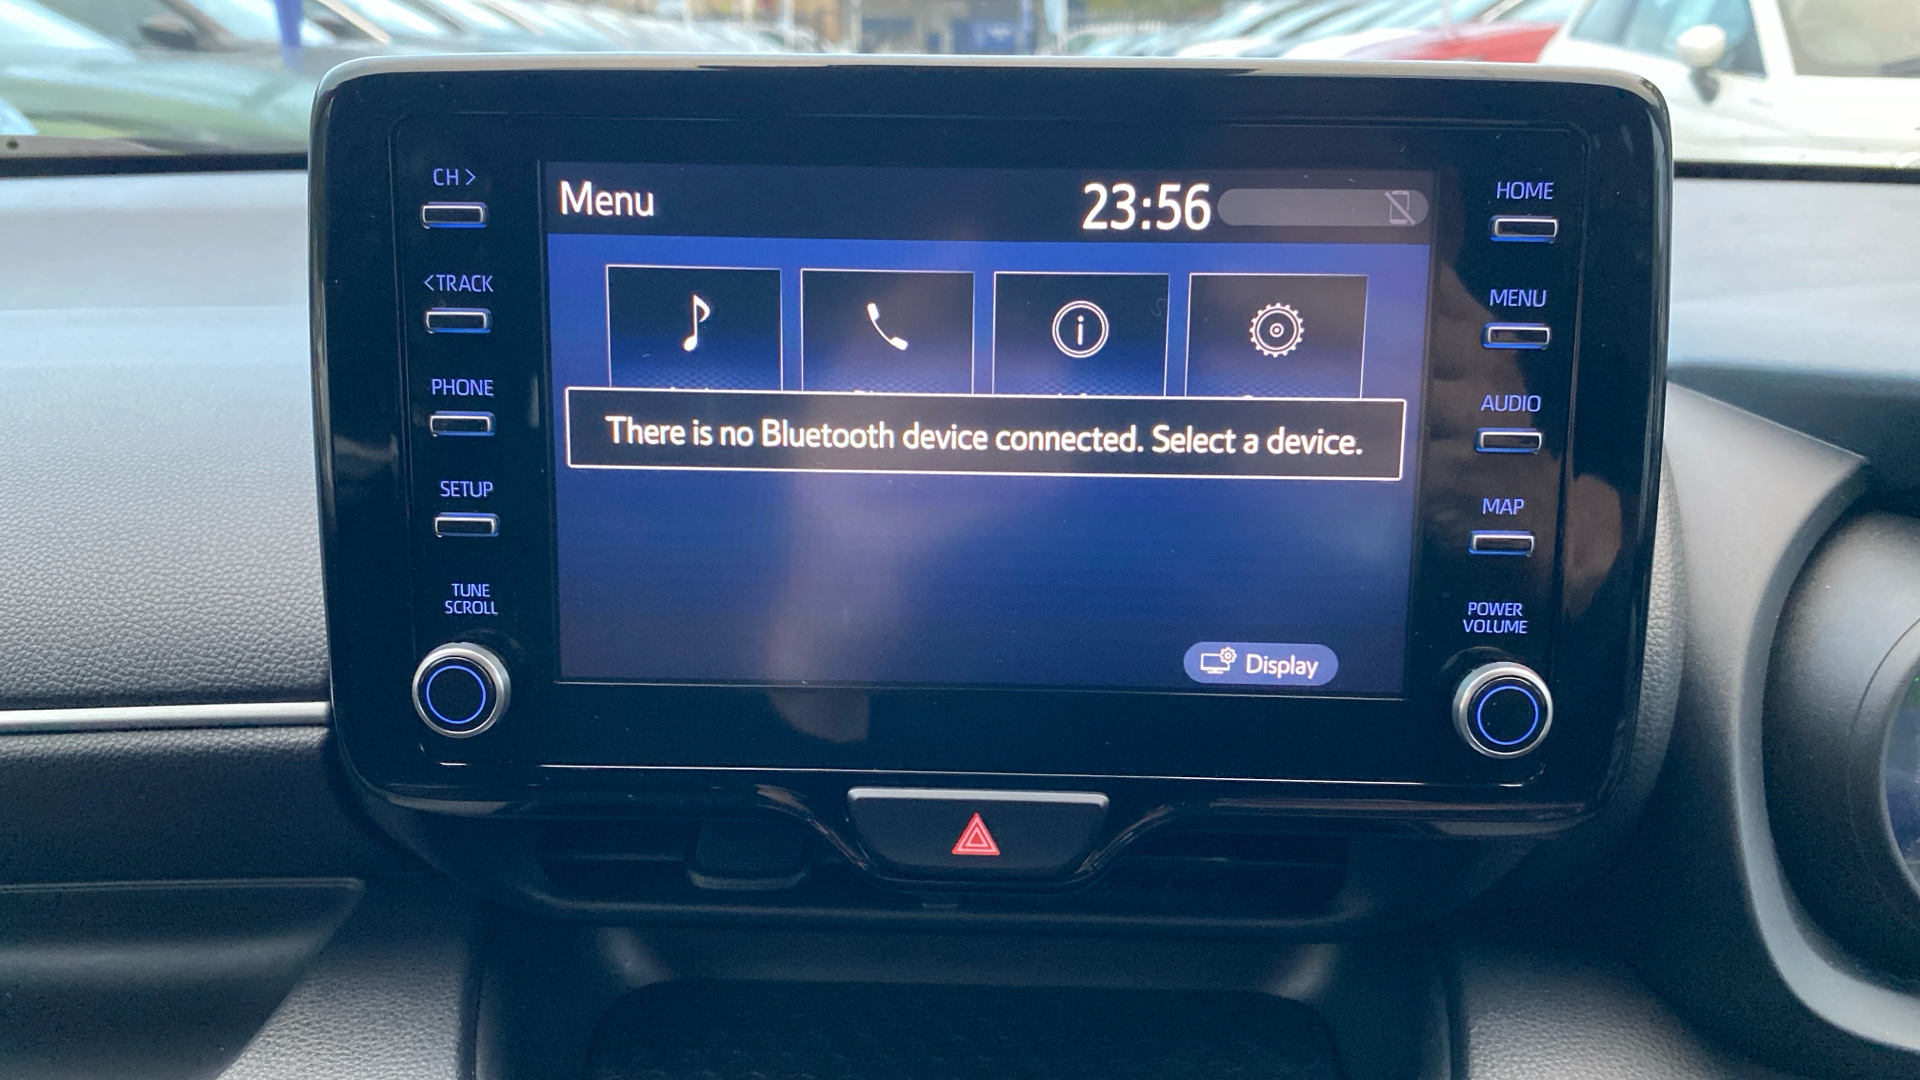 CH >
<TRACK
PHONE
SETUP
TUNE
SCROLL
Menu
23:56
There is no Bluetooth device connected. Select a device.
Display
HOME
MENU
AUDIO
MAP
POWER
VOLUME